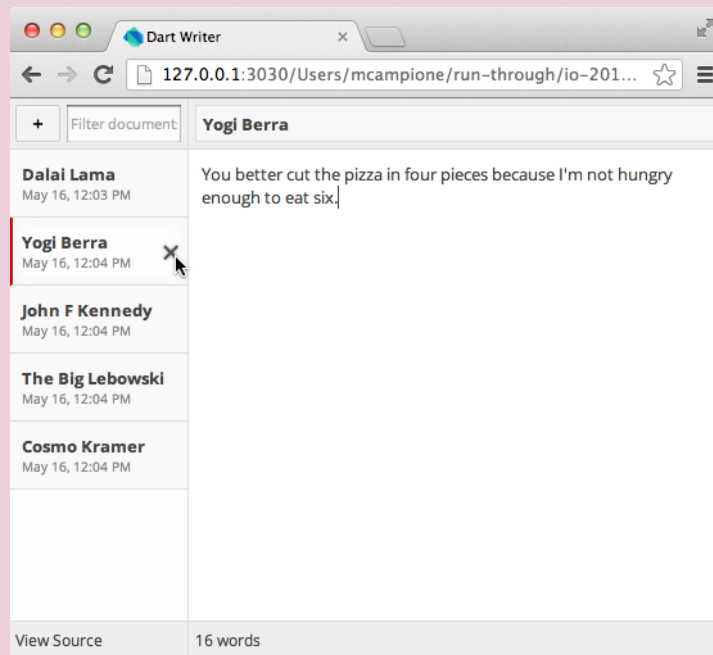 Dart Writer
127.0.0.1:3030/Users/mcampione/run-through/io-201...
+
Filter document
Yogi Berra
Dalai Lama
May 16, 12:03 PM
Yogi Berra
May 16, 12:04 PM
John F Kennedy
May 16, 12:04 PM
The Big Lebowski
May 16, 12:04 PM
Cosmo Kramer
May 16, 12:04 PM
You better cut the pizza in four pieces because I'm not hungry
enough to eat six.
View Source
16 words